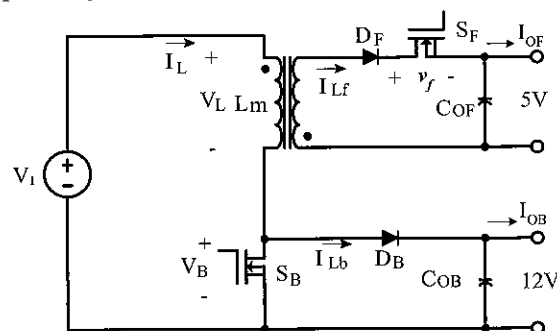 D_F
S_F
I_OF
I_L
+
+ v_f -
I_Lf
V_L Lm
C_OF
5V
-
V_I
+
-
I_OB
+
V_B
S_B
I_Lb
D_B
C_OB
12V
-